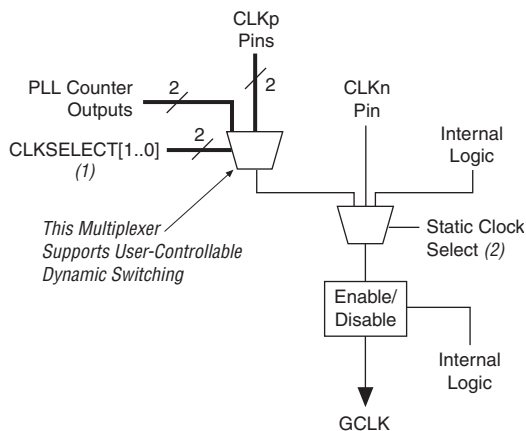 CLKp
Pins
2
PLL Counter
Outputs
2
CLKn
Pin
CLKSELECT[1..0]
(1)
2
Internal
Logic
This Multiplexer
Supports User-Controllable
Dynamic Switching
Static Clock
Select (2)
Enable/
Disable
Internal
Logic
GCLK